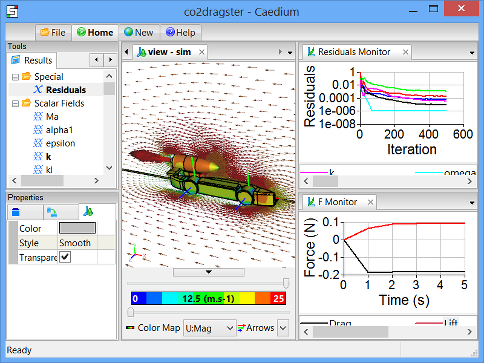 co2dragster - Caedium
File
Home
New
Help
Tools
Results
Special
Residuals
Scalar Fields
Ma
alpha1
epsilon
k
kl
Properties
Color
Style Smooth
Transpare
view - sim
0 12.5 (m.s-1) 25
Color Map U:Mag Arrows
Residuals Monitor
Residuals
1
0.01
0.0001
1e-006
1e-008
0 200 400 600
Iteration
k omega
F Monitor
Force (N)
0.1
0
-0.1
-0.2
0 1 2 3 4 5
Time (s)
Drag Lift
Ready